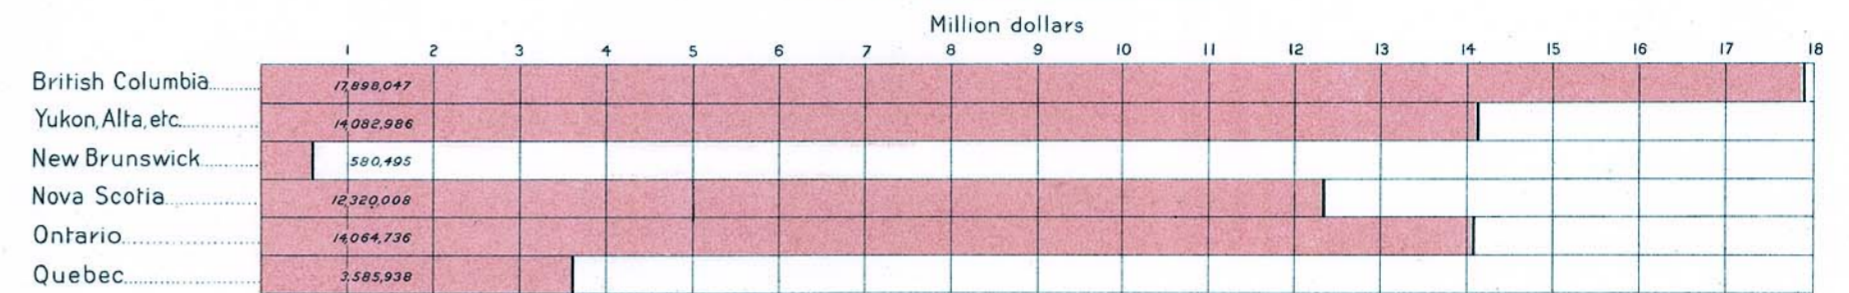 Million dollars
1 2 3 4 5 6 7 8 9 10 11 12 13 14 15 16 17 18
British Columbia........ 17,898,047
Yukon, Alta, etc........ 14,082,986
New Brunswick........ 580,495
Nova Scotia........ 12,320,008
Ontario........ 14,064,736
Quebec........ 3,585,938